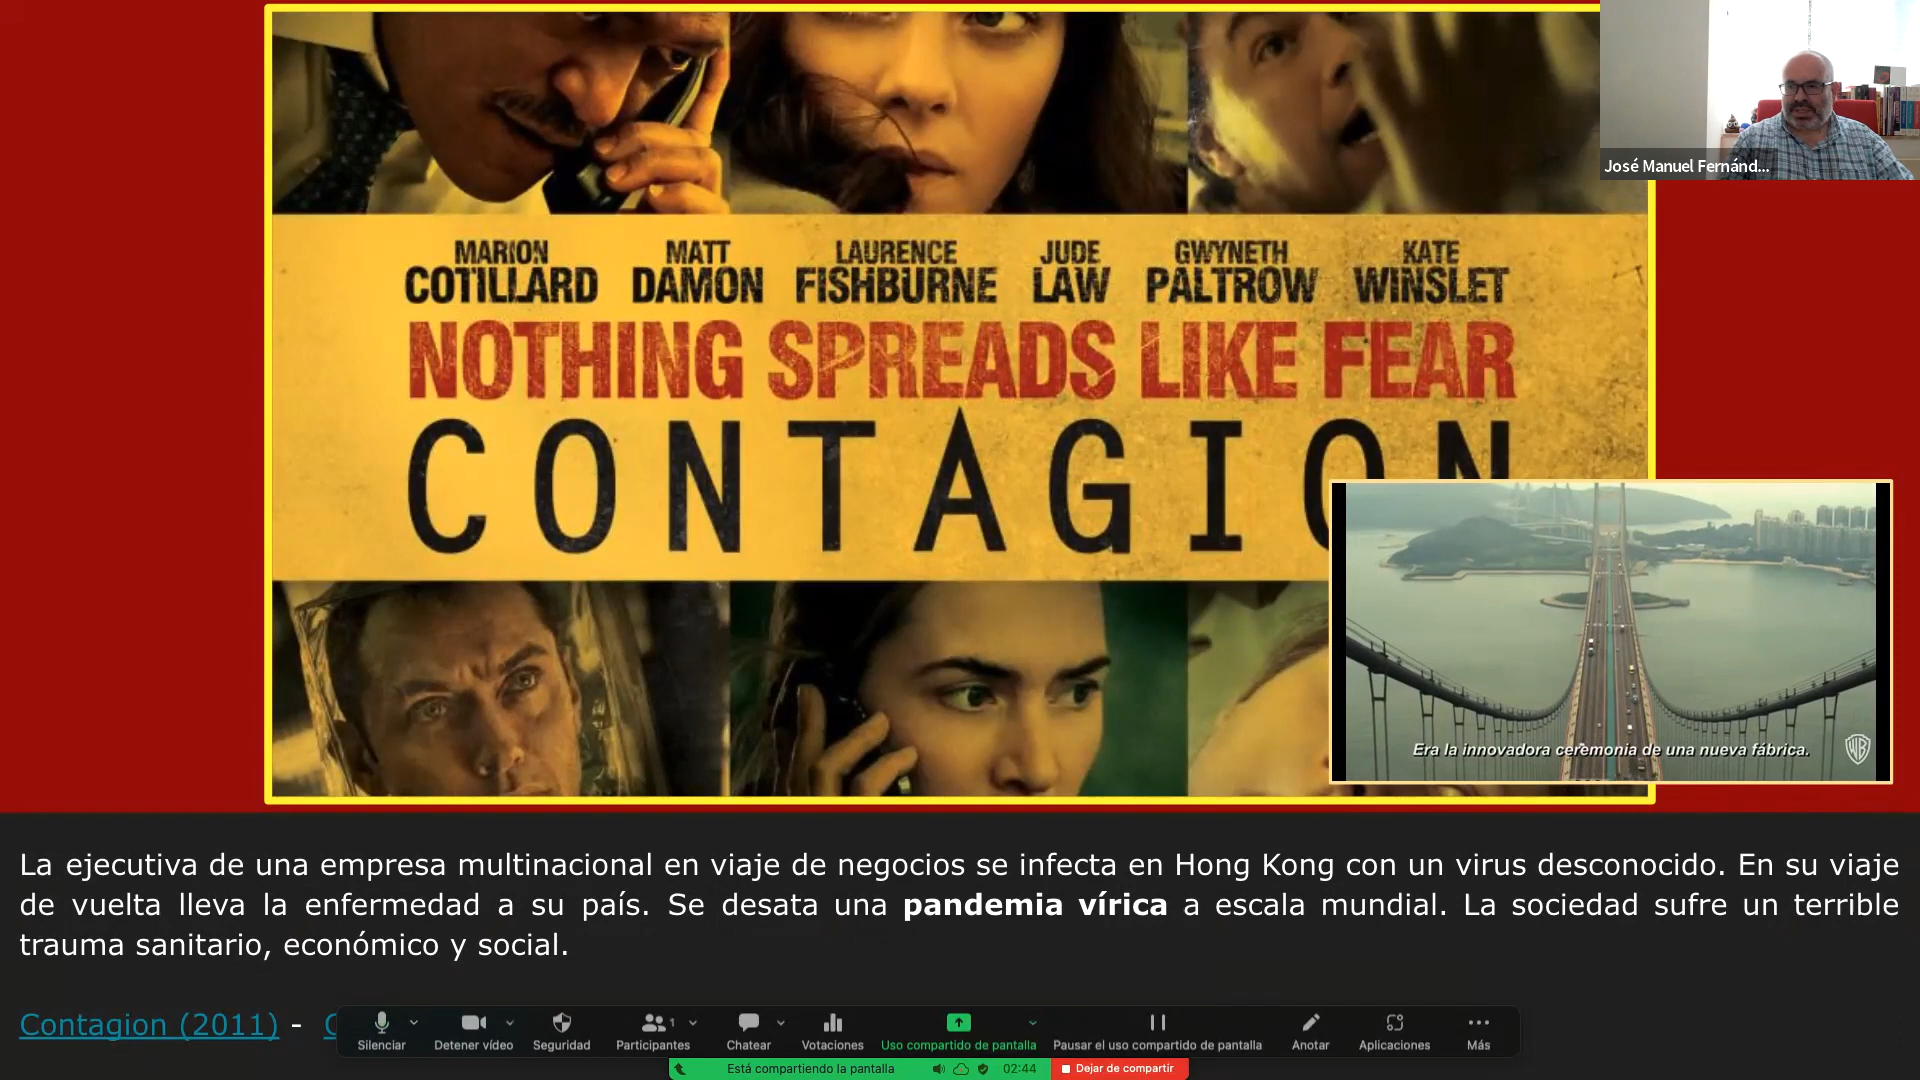 José Manuel Fernánd...
MARION COTILLARD
MATT DAMON
LAURENCE FISHBURNE
JUDE LAW
GWYNETH PALTROW
KATE WINSLET
NOTHING SPREADS LIKE FEAR
CONTAGION
Era la innovadora ceremonia de una nueva fábrica.
WB
La ejecutiva de una empresa multinacional en viaje de negocios se infecta en Hong Kong con un virus desconocido. En su viaje
de vuelta lleva la enfermedad a su país. Se desata una pandemia vírica a escala mundial. La sociedad sufre un terrible
trauma sanitario, económico y social.
Contagion (2011) -
1
Silenciar
Detener vídeo
Seguridad
Participantes
Chatear
Votaciones
Uso compartido de pantalla
Pausar el uso compartido de pantalla
Anotar
Aplicaciones
Más
Está compartiendo la pantalla
02:44
Dejar de compartir